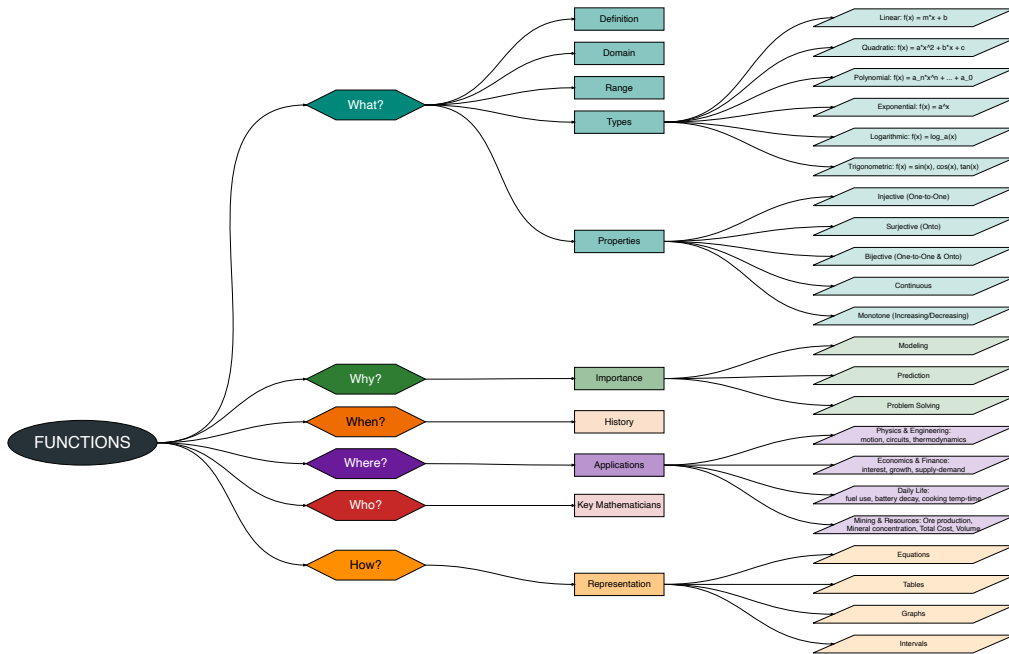 FUNCTIONS
What?
Definition
Domain
Range
Types
Linear: f(x) = m*x + b
Quadratic: f(x) = a*x^2 + b*x + c
Polynomial: f(x) = a_n*x^n + ... + a_0
Exponential: f(x) = a^x
Logarithmic: f(x) = log_a(x)
Trigonometric: f(x) = sin(x), cos(x), tan(x)
Properties
Injective (One-to-One)
Surjective (Onto)
Bijective (One-to-One & Onto)
Continuous
Monotone (Increasing/Decreasing)
Why?
Importance
Modeling
Prediction
Problem Solving
When?
History
Where?
Applications
Physics & Engineering:
motion, circuits, thermodynamics
Economics & Finance:
interest, growth, supply-demand
Daily Life:
fuel use, battery decay, cooking temp-time
Mining & Resources: Ore production,
Mineral concentration, Total Cost, Volume
Who?
Key Mathematicians
How?
Representation
Equations
Tables
Graphs
Intervals